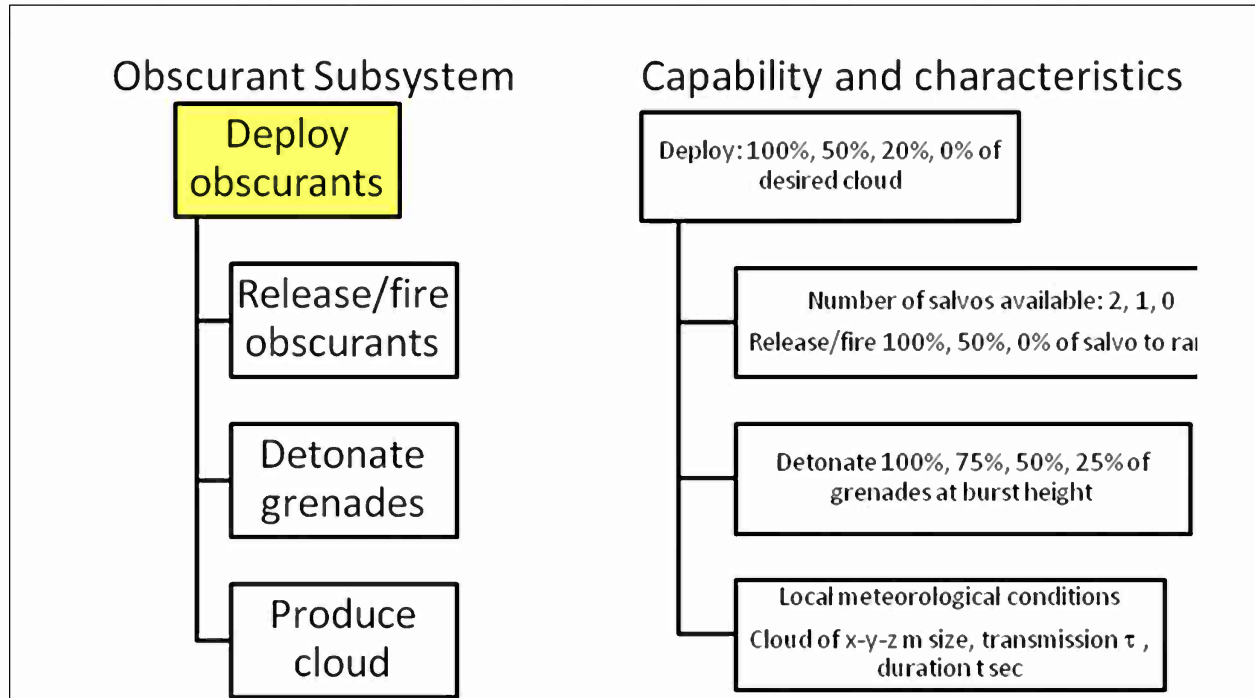 Obscurant Subsystem
Deploy
obscurants
Release/fire
obscurants
Detonate
grenades
Produce
cloud
Capability and characteristics
Deploy: 100%, 50%, 20%, 0% of
desired cloud
Number of salvos available: 2, 1, 0
Release/fire 100%, 50%, 0% of salvo to
Detonate 100%, 75%, 50%, 25% of
grenades at burst height
Local meteorological conditions
Cloud of x-y-z m size, transmission τ ,
duration t sec